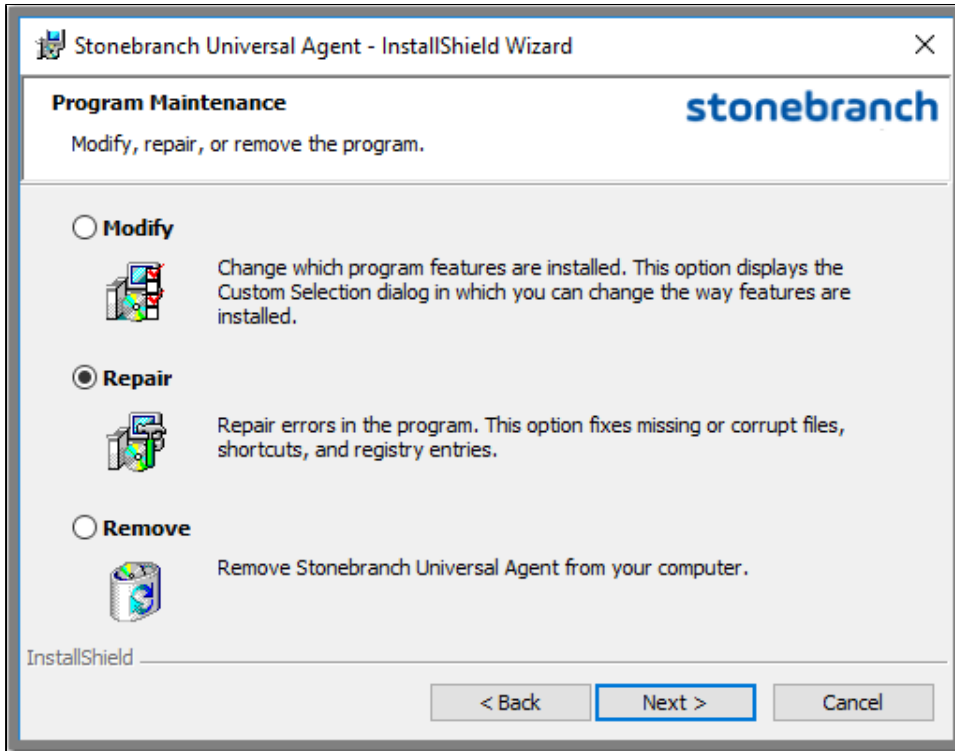 Stonebranch Universal Agent - InstallShield Wizard
Program Maintenance
stonebranch
Modify, repair, or remove the program.
Modify
Change which program features are installed. This option displays the
Custom Selection dialog in which you can change the way features are
installed.
Repair
Repair errors in the program. This option fixes missing or corrupt files,
shortcuts, and registry entries.
Remove
Remove Stonebranch Universal Agent from your computer.
InstallShield
< Back
Next >
Cancel